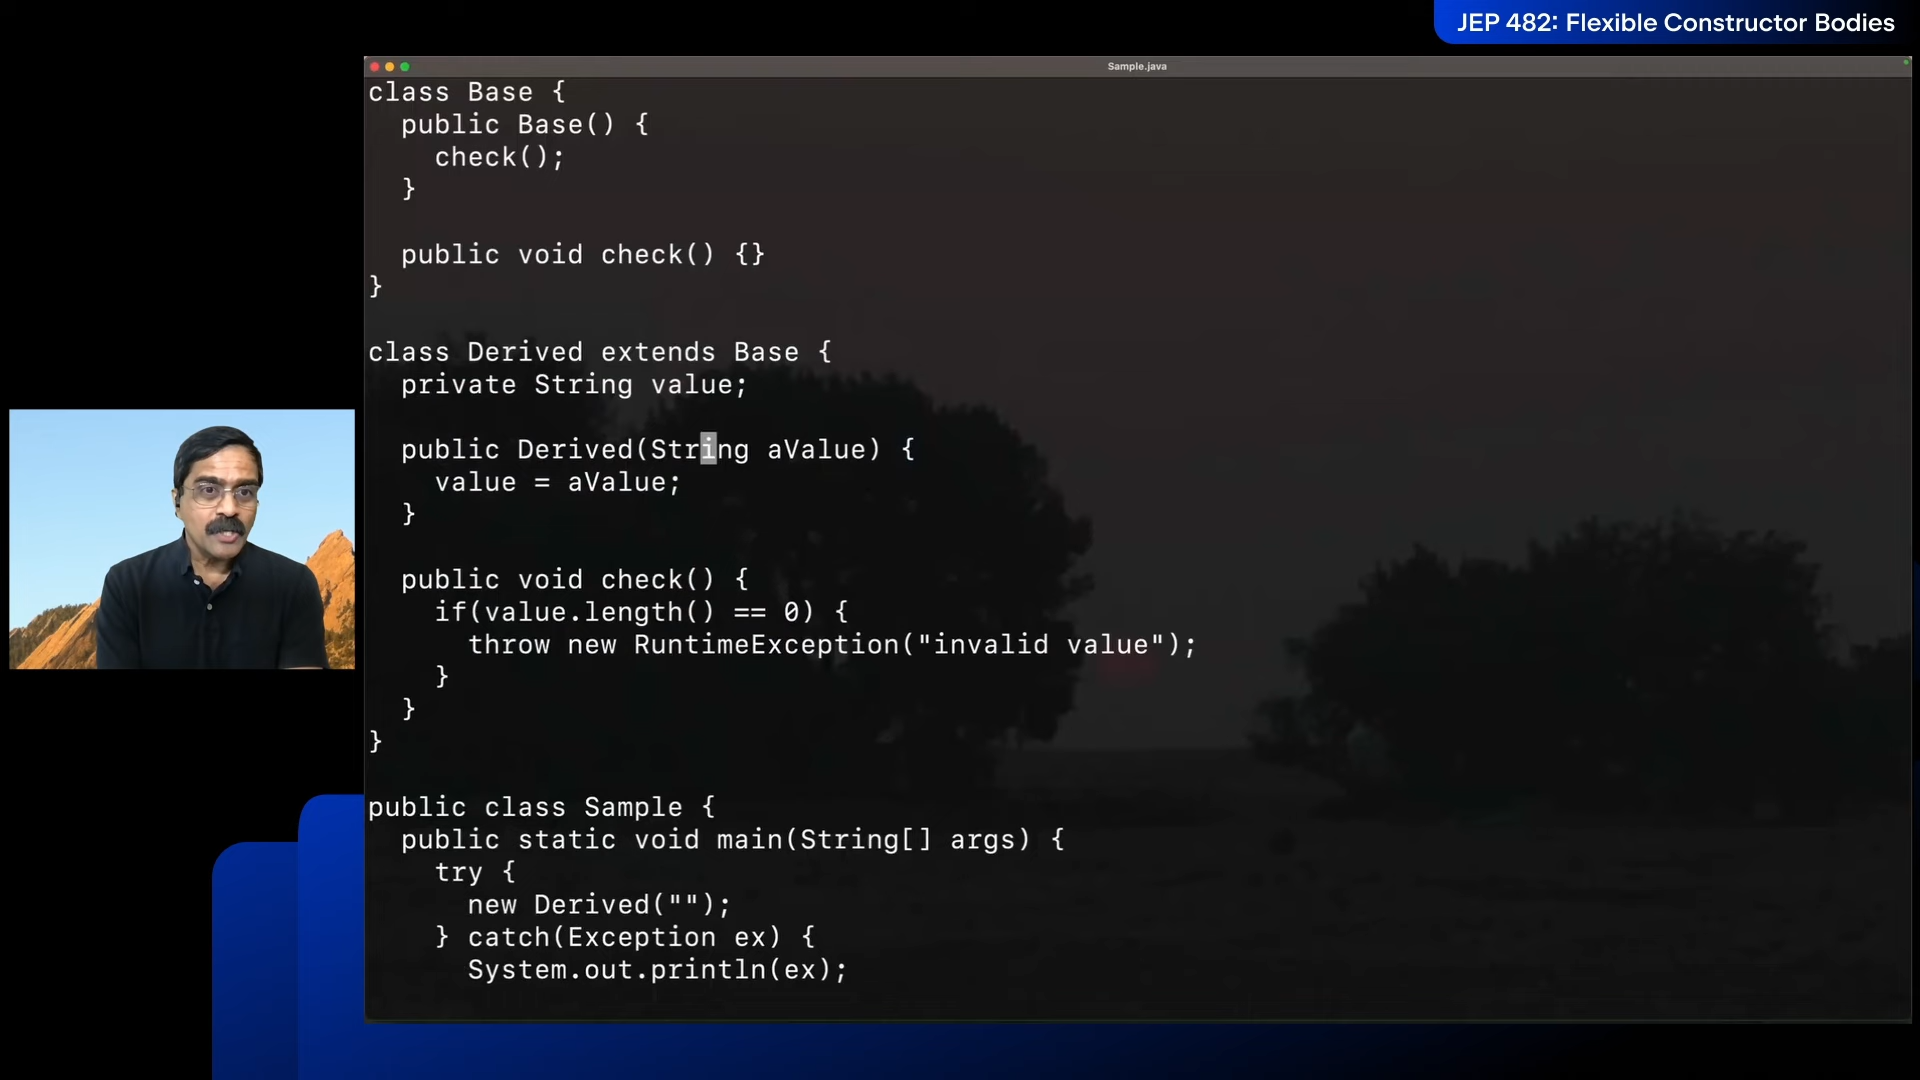 JEP 482: Flexible Constructor Bodies
Sample.java
class Base {
  public Base() {
    check();
  }

  public void check() {}
}

class Derived extends Base {
  private String value;

  public Derived(String aValue) {
    value = aValue;
  }

  public void check() {
    if(value.length() == 0) {
      throw new RuntimeException("invalid value");
    }
  }
}

public class Sample {
  public static void main(String[] args) {
    try {
      new Derived("");
    } catch(Exception ex) {
      System.out.println(ex);